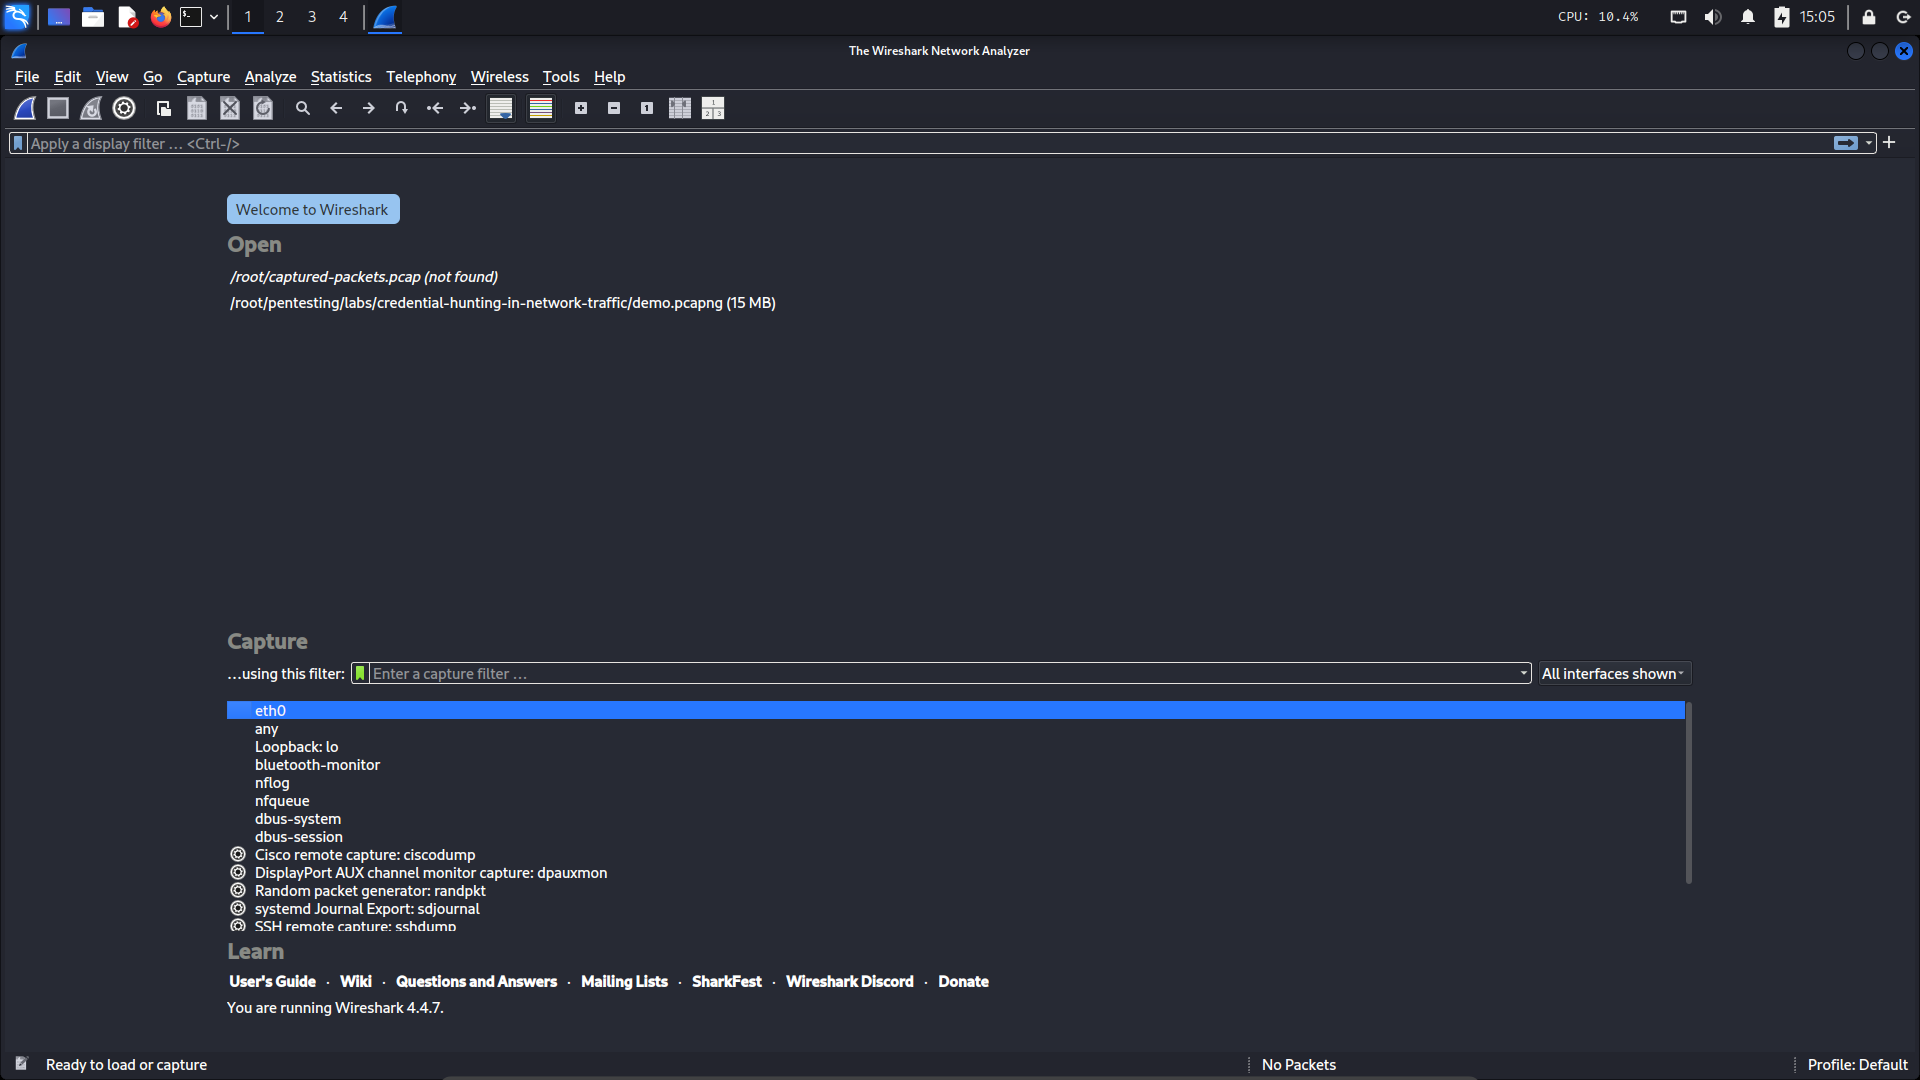 1 2 3 4 CPU: 10.4% 15:05
The Wireshark Network Analyzer
File Edit View Go Capture Analyze Statistics Telephony Wireless Tools Help
Apply a display filter … <Ctrl-/>
Welcome to Wireshark
Open
/root/captured-packets.pcap (not found)
/root/pentesting/labs/credential-hunting-in-network-traffic/demo.pcapng (15 MB)
Capture
…using this filter: Enter a capture filter … All interfaces shown
eth0
any
Loopback: lo
bluetooth-monitor
nflog
nfqueue
dbus-system
dbus-session
Cisco remote capture: ciscodump
DisplayPort AUX channel monitor capture: dpauxmon
Random packet generator: randpkt
systemd Journal Export: sdjournal
SSH remote capture: sshdump
Learn
User's Guide · Wiki · Questions and Answers · Mailing Lists · SharkFest · Wireshark Discord · Donate
You are running Wireshark 4.4.7.
Ready to load or capture No Packets Profile: Default